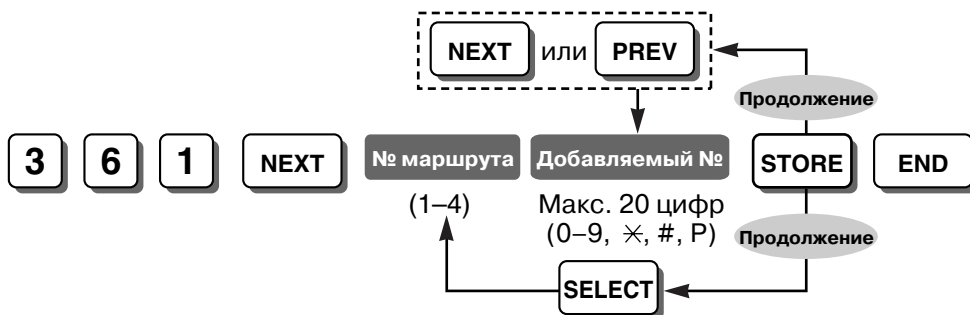 NEXT или PREV
Продолжение
3 6 1 NEXT № маршрута Добавляемый № STORE END
(1–4) Макс. 20 цифр
(0–9, ✳, #, P)
Продолжение
SELECT